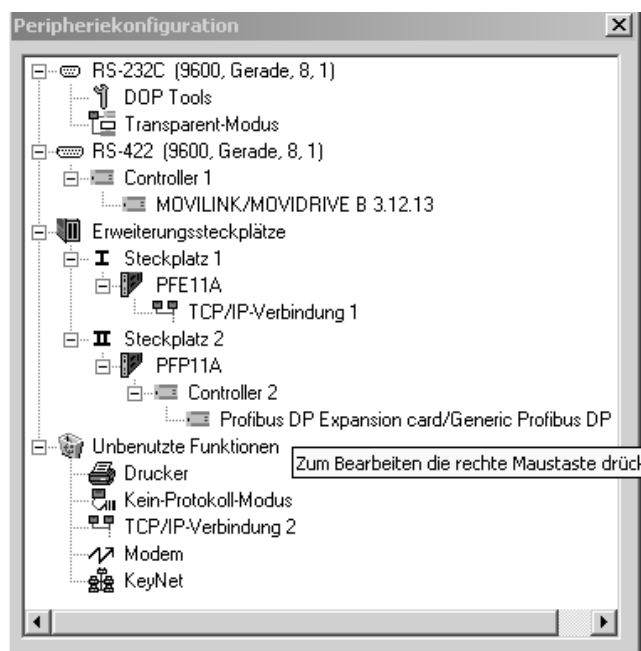 Peripheriekonfiguration
RS-232C (9600, Gerade, 8, 1)
DOP Tools
Transparent-Modus
RS-422 (9600, Gerade, 8, 1)
Controller 1
MOVILINK/MOVIDRIVE B 3.12.13
Erweiterungssteckplätze
I Steckplatz 1
PFE11A
TCP/IP-Verbindung 1
II Steckplatz 2
PFP11A
Controller 2
Profibus DP Expansion card/Generic Profibus DP
Unbenutzte Funktionen
Zum Bearbeiten die rechte Maustaste drück
Drucker
Kein-Protokoll-Modus
TCP/IP-Verbindung 2
Modem
KeyNet